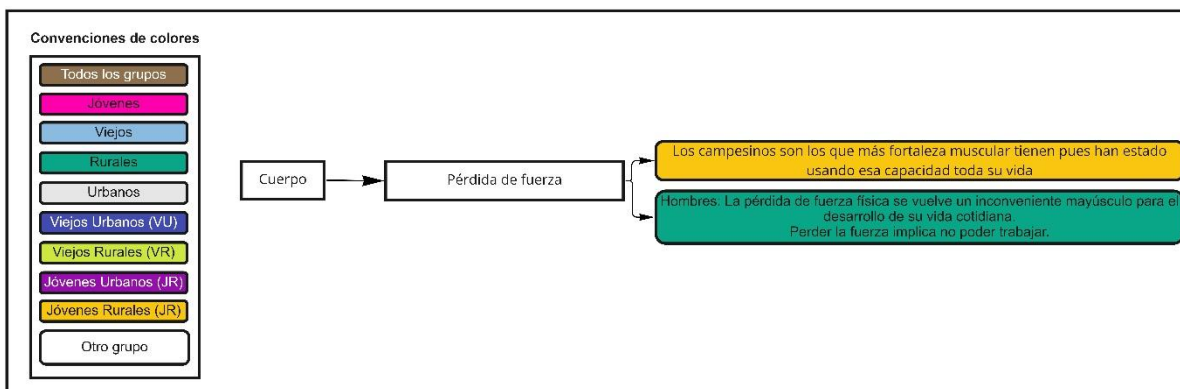 Convenciones de colores
Todos los grupos
Jóvenes
Viejos
Rurales
Urbanos
Viejos Urbanos (VU)
Viejos Rurales (VR)
Jóvenes Urbanos (JR)
Jóvenes Rurales (JR)
Otro grupo
Cuerpo
Pérdida de fuerza
Los campesinos son los que más fortaleza muscular tienen pues han estado
usando esa capacidad toda su vida
Hombres: La pérdida de fuerza física se vuelve un inconveniente mayúsculo para el
desarrollo de su vida cotidiana.
Perder la fuerza implica no poder trabajar.